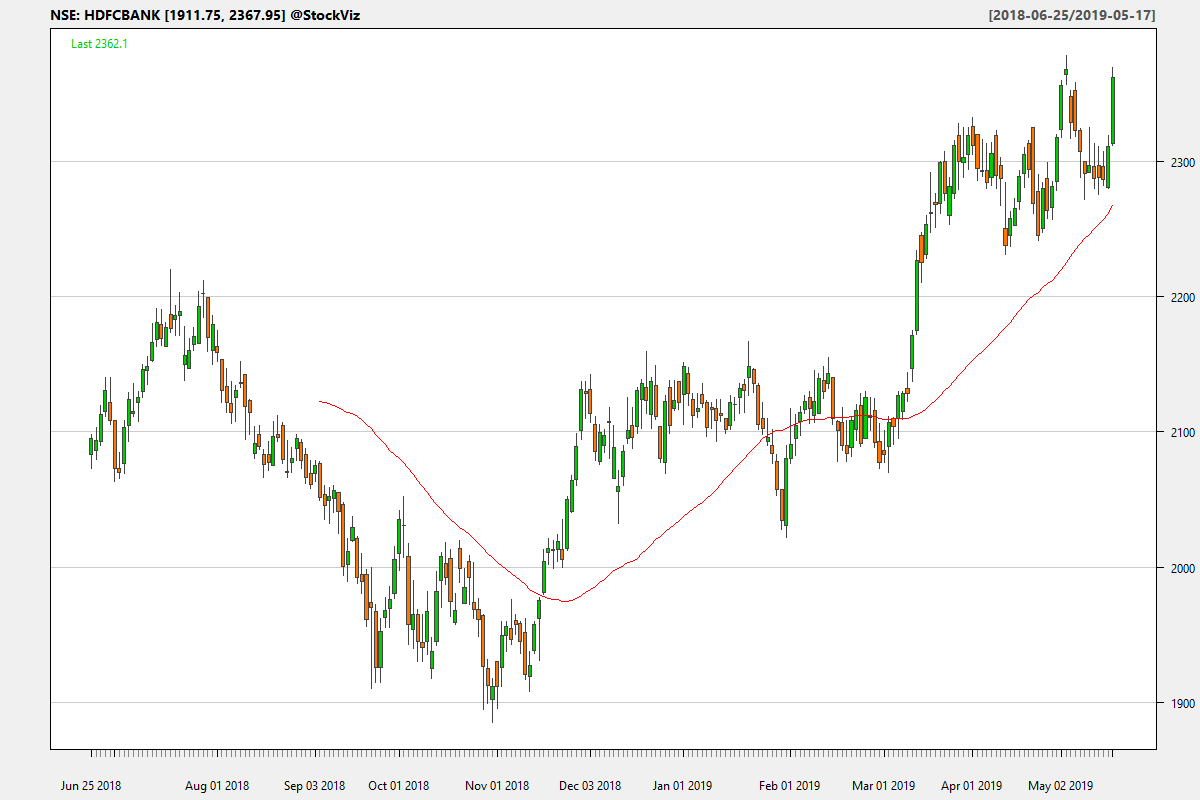 NSE: HDFCBANK [1911.75, 2367.95] @StockViz
[2018-06-25/2019-05-17]
Last 2362.1
2300
2200
2100
2000
1900
Jun 25 2018 Aug 01 2018 Sep 03 2018 Oct 01 2018 Nov 01 2018 Dec 03 2018 Jan 01 2019 Feb 01 2019 Mar 01 2019 Apr 01 2019 May 02 2019